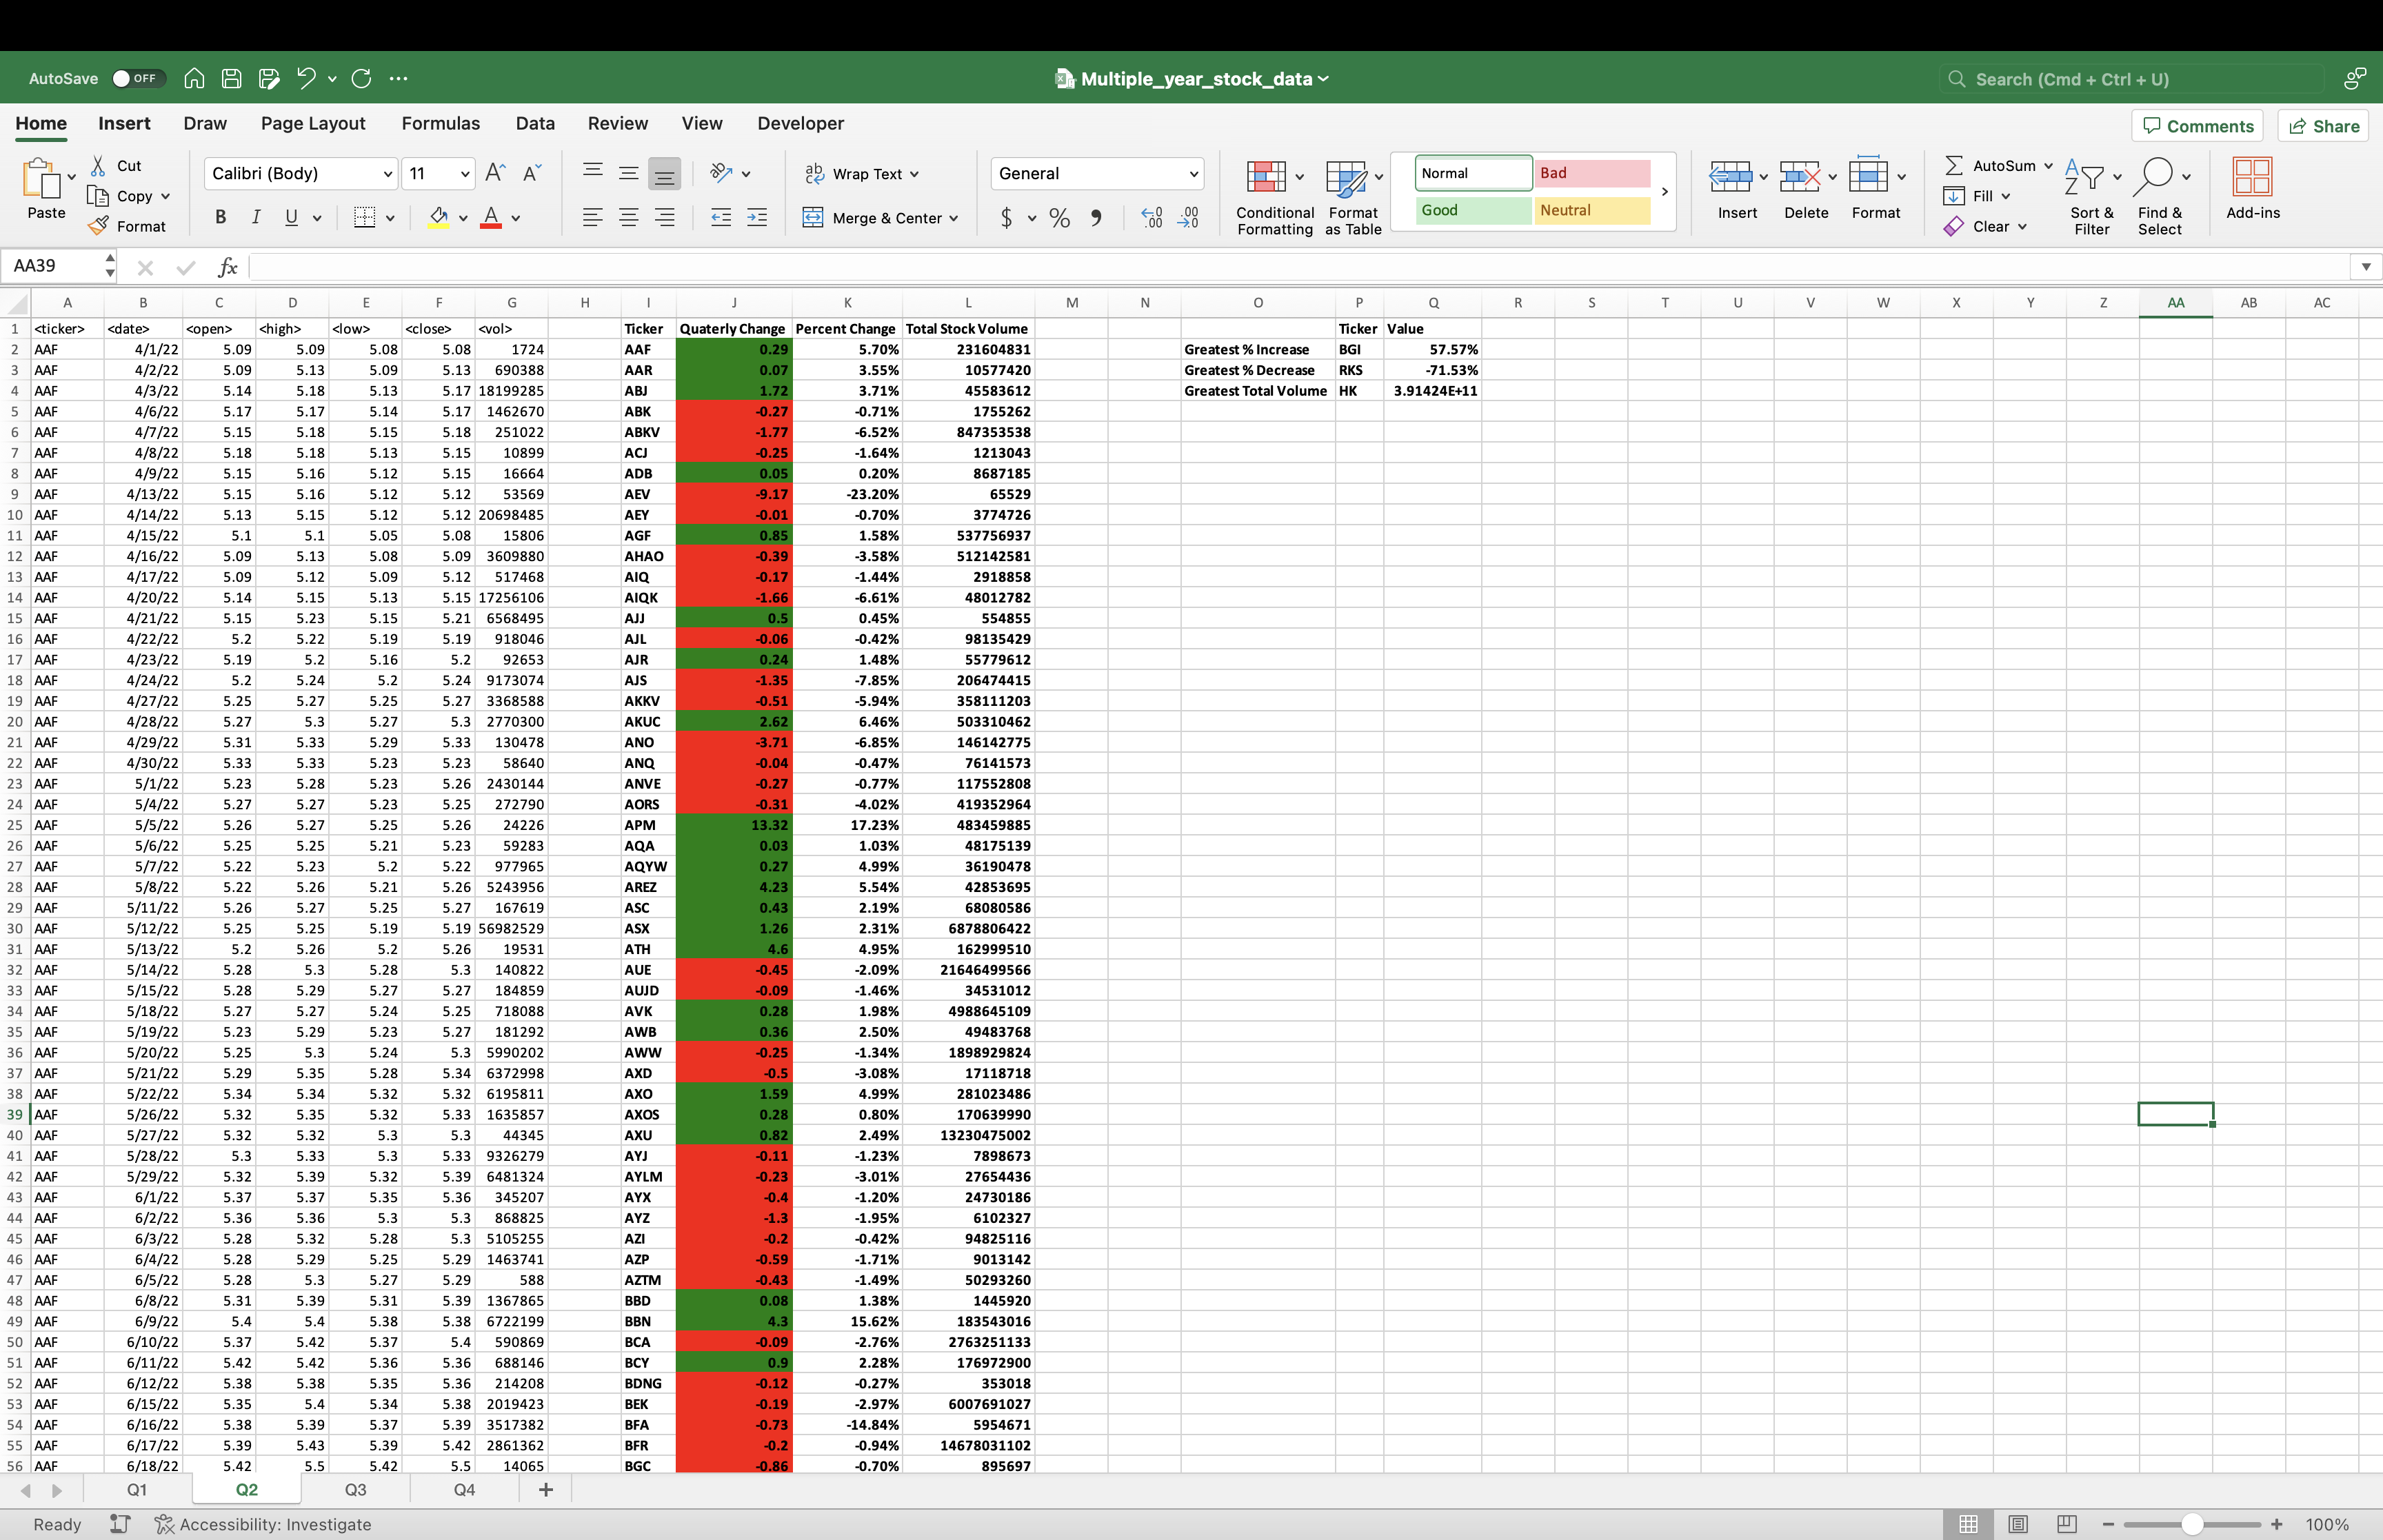 AutoSave OFF Multiple_year_stock_data Search (Cmd + Ctrl + U)
Home Insert Draw Page Layout Formulas Data Review View Developer Comments Share
Paste Cut Copy Format
Calibri (Body) 11 A A
B I U A
ab Wrap Text
Merge & Center
General
$ %
Conditional Formatting Format as Table
Normal Bad
Good Neutral
Insert Delete Format
AutoSum
Fill
Clear
Sort & Filter Find & Select
Add-ins
AA39 fx
A B C D E F G H I J K L M N O P Q R S T U V W X Y Z AA AB AC
1 <ticker> <date> <open> <high> <low> <close> <vol> Ticker Quaterly Change Percent Change Total Stock Volume Ticker Value
2 AAF 4/1/22 5.09 5.09 5.08 5.08 1724 AAF 0.29 5.70% 231604831 Greatest % Increase BGI 57.57%
3 AAF 4/2/22 5.09 5.13 5.09 5.13 690388 AAR 0.07 3.55% 10577420 Greatest % Decrease RKS -71.53%
4 AAF 4/3/22 5.14 5.18 5.13 5.17 18199285 ABJ 1.72 3.71% 45583612 Greatest Total Volume HK 3.91424E+11
5 AAF 4/6/22 5.17 5.17 5.14 5.17 1462670 ABK -0.27 -0.71% 1755262
6 AAF 4/7/22 5.15 5.18 5.15 5.18 251022 ABKV -1.77 -6.52% 847353538
7 AAF 4/8/22 5.18 5.18 5.13 5.15 10899 ACJ -0.25 -1.64% 1213043
8 AAF 4/9/22 5.15 5.16 5.12 5.15 16664 ADB 0.05 0.20% 8687185
9 AAF 4/13/22 5.15 5.16 5.12 5.12 53569 AEV -9.17 -23.20% 65529
10 AAF 4/14/22 5.13 5.15 5.12 5.12 20698485 AEY -0.01 -0.70% 3774726
11 AAF 4/15/22 5.1 5.1 5.05 5.08 15806 AGF 0.85 1.58% 537756937
12 AAF 4/16/22 5.09 5.13 5.08 5.09 3609880 AHAO -0.39 -3.58% 512142581
13 AAF 4/17/22 5.09 5.12 5.09 5.12 517468 AIQ -0.17 -1.44% 2918858
14 AAF 4/20/22 5.14 5.15 5.13 5.15 17256106 AIQK -1.66 -6.61% 48012782
15 AAF 4/21/22 5.15 5.23 5.15 5.21 6568495 AJJ 0.5 0.45% 554855
16 AAF 4/22/22 5.2 5.22 5.19 5.19 918046 AJL -0.06 -0.42% 98135429
17 AAF 4/23/22 5.19 5.2 5.16 5.2 92653 AJR 0.24 1.48% 55779612
18 AAF 4/24/22 5.2 5.24 5.2 5.24 9173074 AJS -1.35 -7.85% 206474415
19 AAF 4/27/22 5.25 5.27 5.25 5.27 3368588 AKKV -0.51 -5.94% 358111203
20 AAF 4/28/22 5.27 5.3 5.27 5.3 2770300 AKUC 2.62 6.46% 503310462
21 AAF 4/29/22 5.31 5.33 5.29 5.33 130478 ANO -3.71 -6.85% 146142775
22 AAF 4/30/22 5.33 5.33 5.23 5.23 58640 ANQ -0.04 -0.47% 76141573
23 AAF 5/1/22 5.23 5.28 5.23 5.26 2430144 ANVE -0.27 -0.77% 117552808
24 AAF 5/4/22 5.27 5.27 5.23 5.25 272790 AORS -0.31 -4.02% 419352964
25 AAF 5/5/22 5.26 5.27 5.25 5.26 24226 APM 13.32 17.23% 483459885
26 AAF 5/6/22 5.25 5.25 5.21 5.23 59283 AQA 0.03 1.03% 48175139
27 AAF 5/7/22 5.22 5.23 5.2 5.22 977965 AQYW 0.27 4.99% 36190478
28 AAF 5/8/22 5.22 5.26 5.21 5.26 5243956 AREZ 4.23 5.54% 42853695
29 AAF 5/11/22 5.26 5.27 5.25 5.27 167619 ASC 0.43 2.19% 68080586
30 AAF 5/12/22 5.25 5.25 5.19 5.19 56982529 ASX 1.26 2.31% 6878806422
31 AAF 5/13/22 5.2 5.26 5.2 5.26 19531 ATH 4.6 4.95% 162999510
32 AAF 5/14/22 5.28 5.3 5.28 5.3 140822 AUE -0.45 -2.09% 21646499566
33 AAF 5/15/22 5.28 5.29 5.27 5.27 184859 AUJD -0.09 -1.46% 34531012
34 AAF 5/18/22 5.27 5.27 5.24 5.25 718088 AVK 0.28 1.98% 4988645109
35 AAF 5/19/22 5.23 5.29 5.23 5.27 181292 AWB 0.36 2.50% 49483768
36 AAF 5/20/22 5.25 5.3 5.24 5.3 5990202 AWW -0.25 -1.34% 1898929824
37 AAF 5/21/22 5.29 5.35 5.28 5.34 6372998 AXD -0.5 -3.08% 17118718
38 AAF 5/22/22 5.34 5.34 5.32 5.32 6195811 AXO 1.59 4.99% 281023486
39 AAF 5/26/22 5.32 5.35 5.32 5.33 1635857 AXOS 0.28 0.80% 170639990
40 AAF 5/27/22 5.32 5.32 5.3 5.3 44345 AXU 0.82 2.49% 13230475002
41 AAF 5/28/22 5.3 5.33 5.3 5.33 9326279 AYJ -0.11 -1.23% 7898673
42 AAF 5/29/22 5.32 5.39 5.32 5.39 6481324 AYLM -0.23 -3.01% 27654436
43 AAF 6/1/22 5.37 5.37 5.35 5.36 345207 AYX -0.4 -1.20% 24730186
44 AAF 6/2/22 5.36 5.36 5.3 5.3 868825 AYZ -1.3 -1.95% 6102327
45 AAF 6/3/22 5.28 5.32 5.28 5.3 5105255 AZI -0.2 -0.42% 94825116
46 AAF 6/4/22 5.28 5.29 5.25 5.29 1463741 AZP -0.59 -1.71% 9013142
47 AAF 6/5/22 5.28 5.3 5.27 5.29 588 AZTM -0.43 -1.49% 50293260
48 AAF 6/8/22 5.31 5.39 5.31 5.39 1367865 BBD 0.08 1.38% 1445920
49 AAF 6/9/22 5.4 5.4 5.38 5.38 6722199 BBN 4.3 15.62% 183543016
50 AAF 6/10/22 5.37 5.42 5.37 5.4 590869 BCA -0.09 -2.76% 2763251133
51 AAF 6/11/22 5.42 5.42 5.36 5.36 688146 BCY 0.9 2.28% 176972900
52 AAF 6/12/22 5.38 5.38 5.35 5.36 214208 BDNG -0.12 -0.27% 353018
53 AAF 6/15/22 5.35 5.4 5.34 5.38 2019423 BEK -0.19 -2.97% 6007691027
54 AAF 6/16/22 5.38 5.39 5.37 5.39 3517382 BFA -0.73 -14.84% 5954671
55 AAF 6/17/22 5.39 5.43 5.39 5.42 2861362 BFR -0.2 -0.94% 14678031102
56 AAF 6/18/22 5.42 5.5 5.42 5.5 14065 BGC -0.86 -0.70% 895697
Q1 Q2 Q3 Q4 +
Ready Accessibility: Investigate 100%